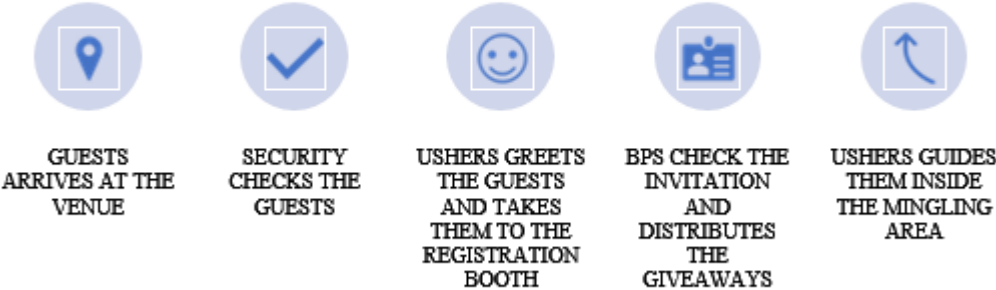 GUESTS
ARRIVES AT THE
VENUE
SECURITY
CHECKS THE
GUESTS
USHERS GREETS
THE GUESTS
AND TAKES
THEM TO THE
REGISTRATION
BOOTH
BPS CHECK THE
INVITATION
AND
DISTRIBUTES
THE
GIVEAWAYS
USHERS GUIDES
THEM INSIDE
THE MINGLING
AREA